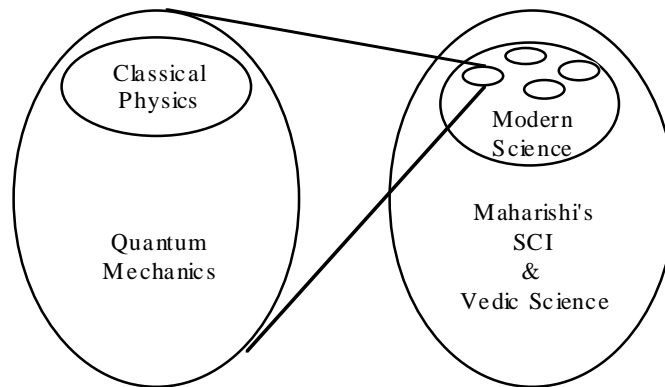 Classical
Physics
Quantum
Mechanics
Modern
Science
Maharishi's
SCI
&
Vedic Science